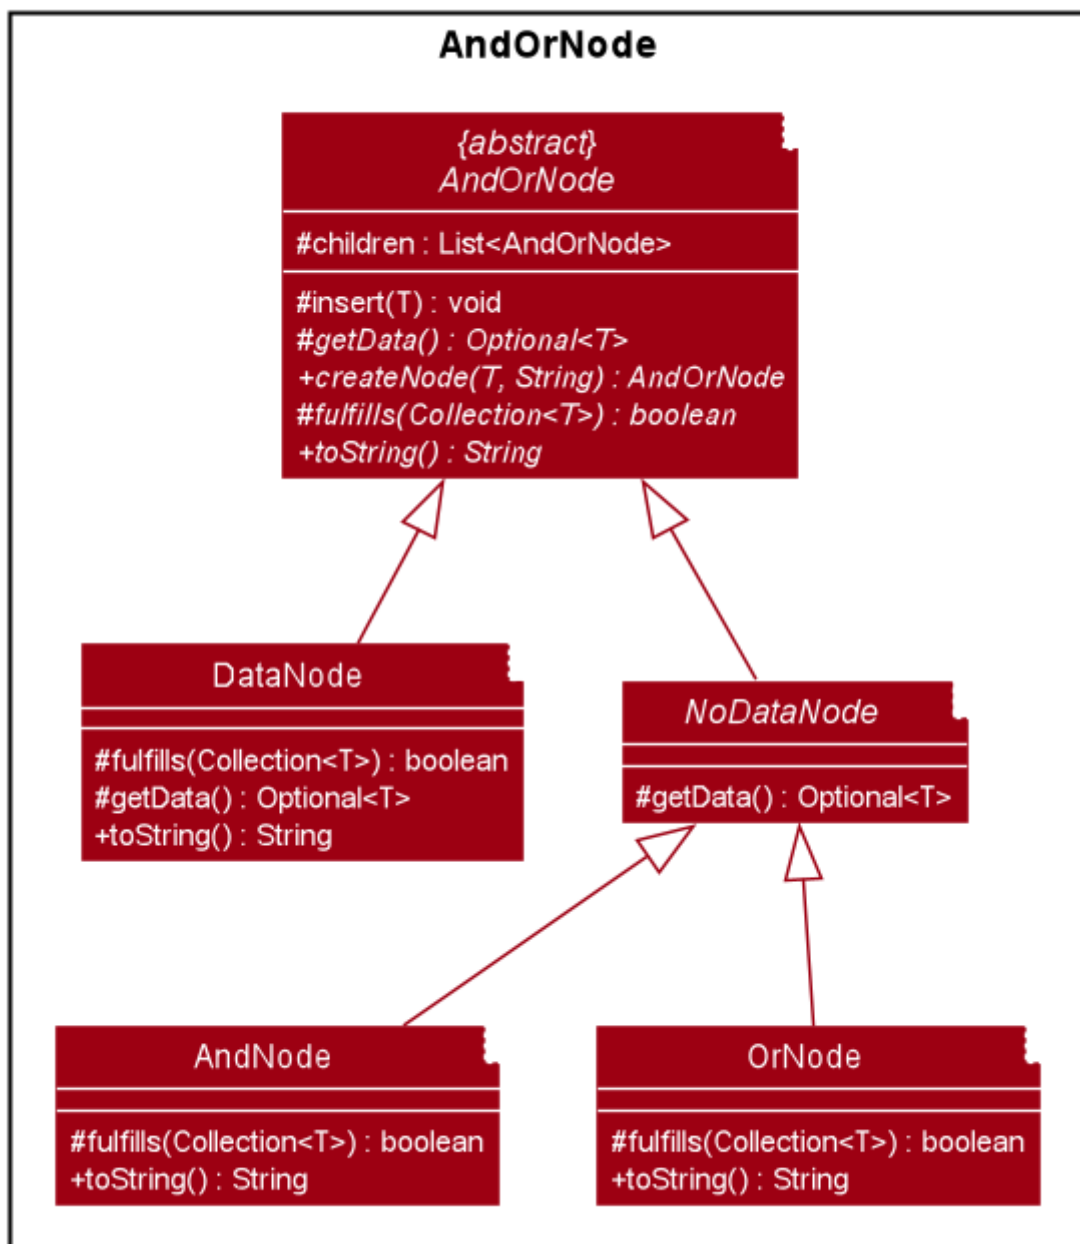 AndOrNode
{abstract}
AndOrNode
#children : List<AndOrNode>
#insert(T) : void
#getData() : Optional<T>
+createNode(T, String) : AndOrNode
#fulfills(Collection<T>) : boolean
+toString() : String
DataNode
#fulfills(Collection<T>) : boolean
#getData() : Optional<T>
+toString() : String
NoDataNode
#getData() : Optional<T>
AndNode
#fulfills(Collection<T>) : boolean
+toString() : String
OrNode
#fulfills(Collection<T>) : boolean
+toString() : String